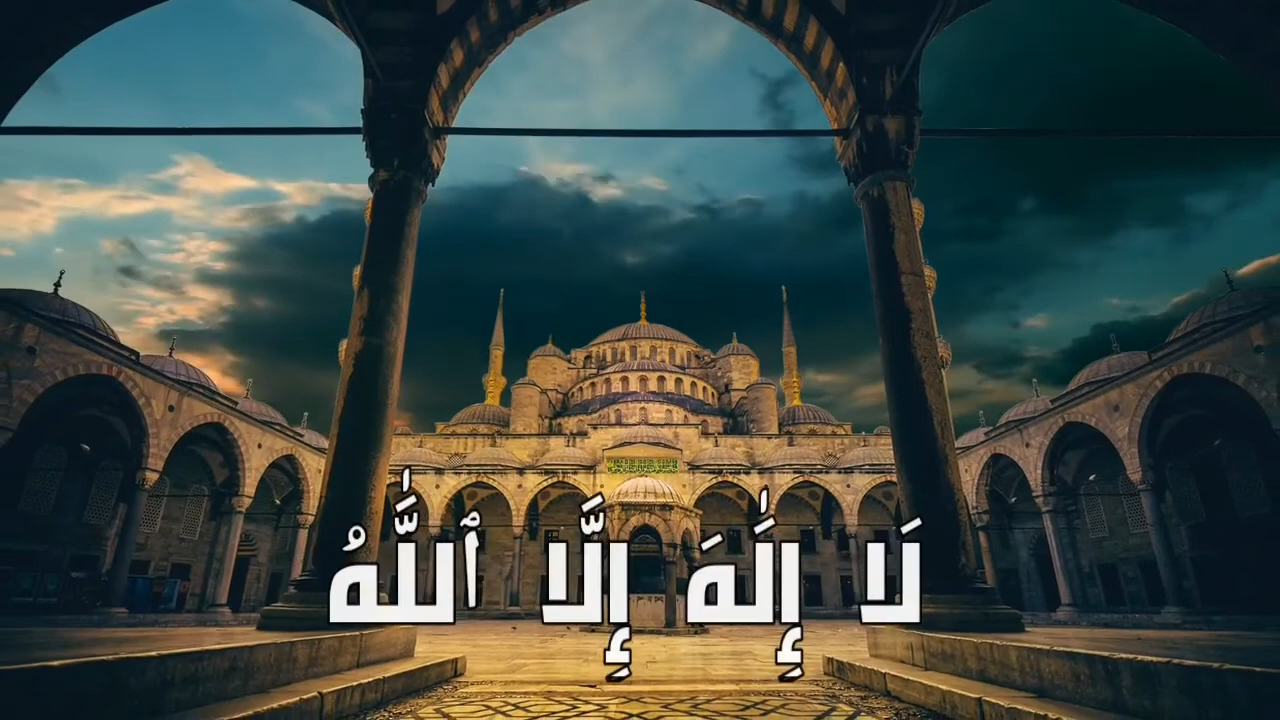 لَا إِلَٰهَ إِلَّا ٱللَّٰهُ